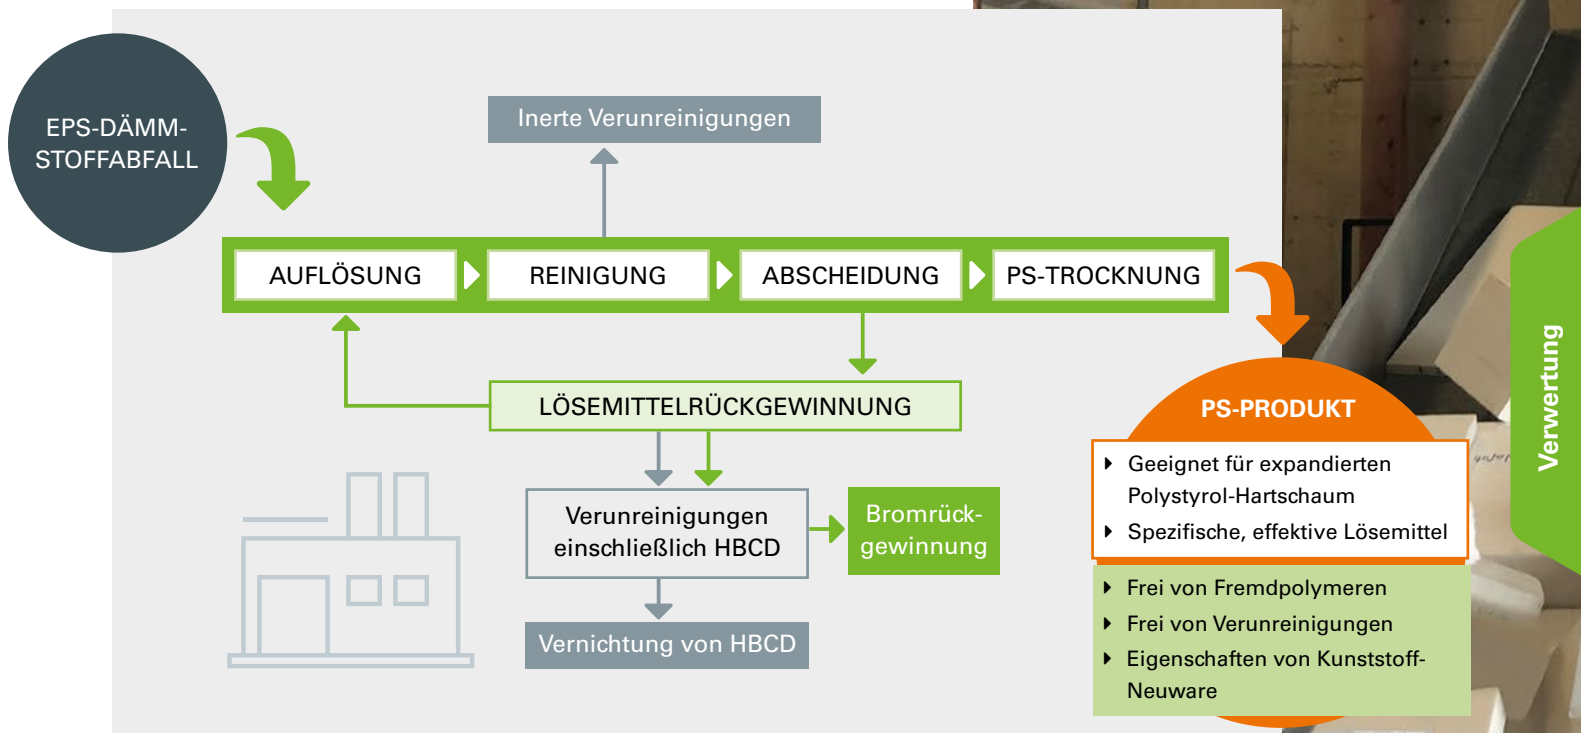 EPS-DÄMM-
STOFFABFALL
Inerte Verunreinigungen
AUFLÖSUNG
REINIGUNG
ABSCHEIDUNG
PS-TROCKNUNG
LÖSEMITTELRÜCKGEWINNUNG
Verunreinigungen
einschließlich HBCD
Bromrück-
gewinnung
Vernichtung von HBCD
PS-PRODUKT
Geeignet für expandierten
Polystyrol-Hartschaum
Spezifische, effektive Lösemittel
Frei von Fremdpolymeren
Frei von Verunreinigungen
Eigenschaften von Kunststoff-
Neuware
Verwertung